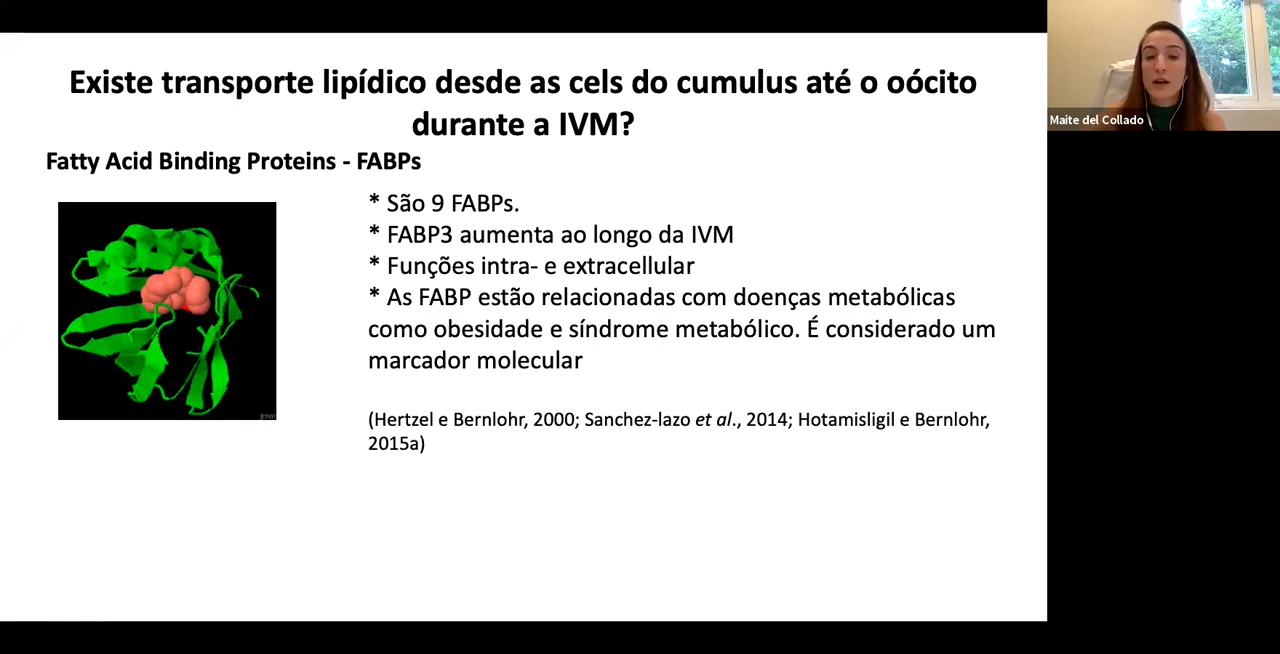 Existe transporte lipídico desde as cels do cumulus até o oócito
durante a IVM?
Fatty Acid Binding Proteins - FABPs
* São 9 FABPs.
* FABP3 aumenta ao longo da IVM
* Funções intra- e extracellular
* As FABP estão relacionadas com doenças metabólicas
como obesidade e síndrome metabólico. É considerado um
marcador molecular
(Hertzel e Bernlohr, 2000; Sanchez-lazo et al., 2014; Hotamisligil e Bernlohr,
2015a)
Jmol
Maite del Collado